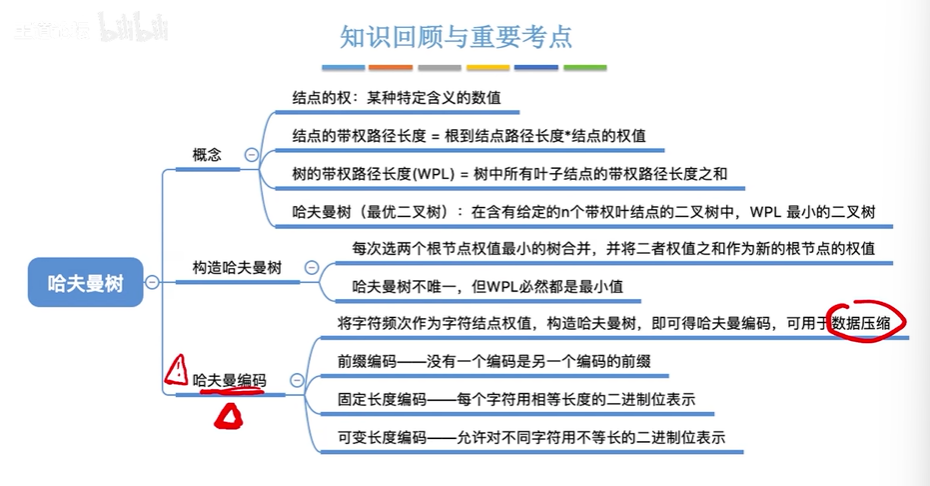 知识回顾与重要考点
结点的权：某种特定含义的数值
结点的带权路径长度 = 根到结点路径长度*结点的权值
概念
树的带权路径长度(WPL) = 树中所有叶子结点的带权路径长度之和
哈夫曼树（最优二叉树）：在含有给定的n个带权叶结点的二叉树中，WPL 最小的二叉树
每次选两个根节点权值最小的树合并，并将二者权值之和作为新的根节点的权值
构造哈夫曼树
哈夫曼树
哈夫曼树不唯一，但WPL必然都是最小值
将字符频次作为字符结点权值，构造哈夫曼树，即可得哈夫曼编码，可用于数据压缩
前缀编码——没有一个编码是另一个编码的前缀
哈夫曼编码
固定长度编码——每个字符用相等长度的二进制位表示
可变长度编码——允许对不同字符用不等长的二进制位表示